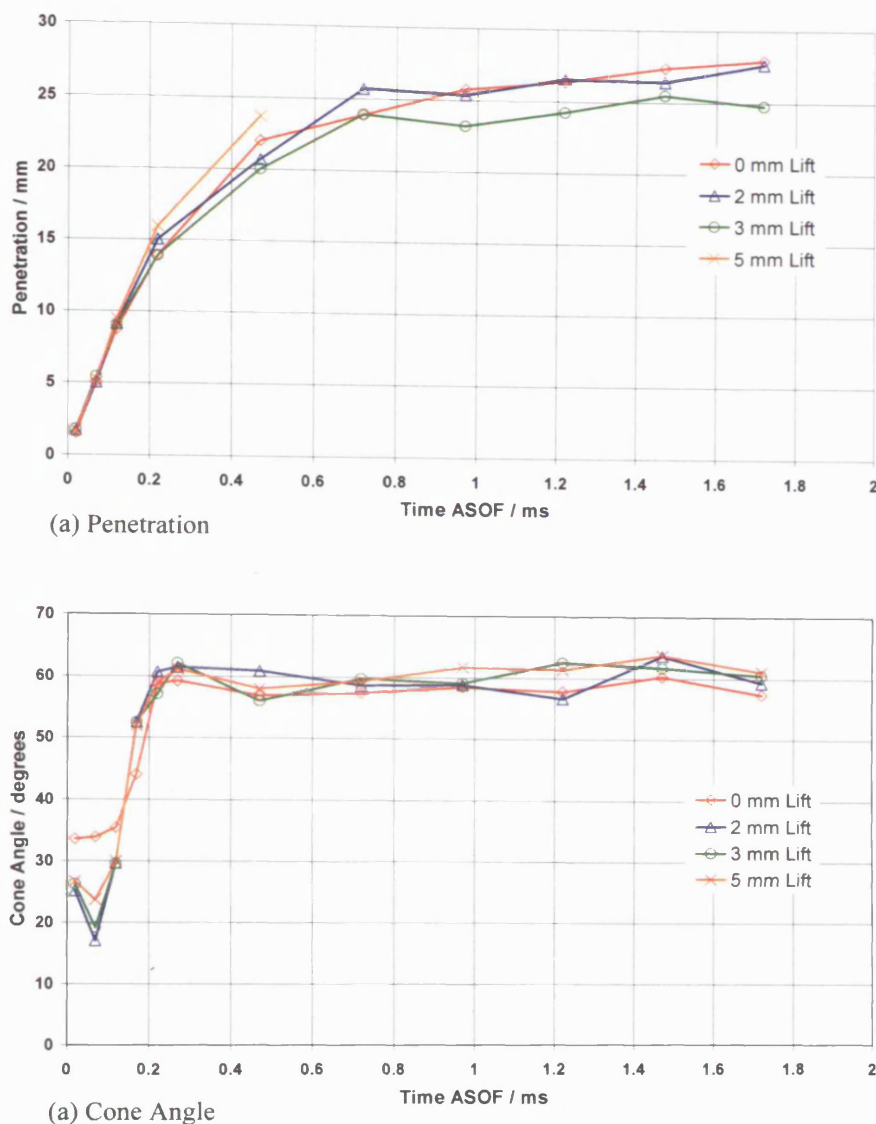 30
25
20
15
10
5
0
Penetration / mm
0 mm Lift
2 mm Lift
3 mm Lift
5 mm Lift
0 0.2 0.4 0.6 0.8 1 1.2 1.4 1.6 1.8 2
Time ASOF / ms
(a) Penetration
70
60
50
40
30
20
10
0
Cone Angle / degrees
0 mm Lift
2 mm Lift
3 mm Lift
5 mm Lift
0 0.2 0.4 0.6 0.8 1 1.2 1.4 1.6 1.8 2
Time ASOF / ms
(a) Cone Angle